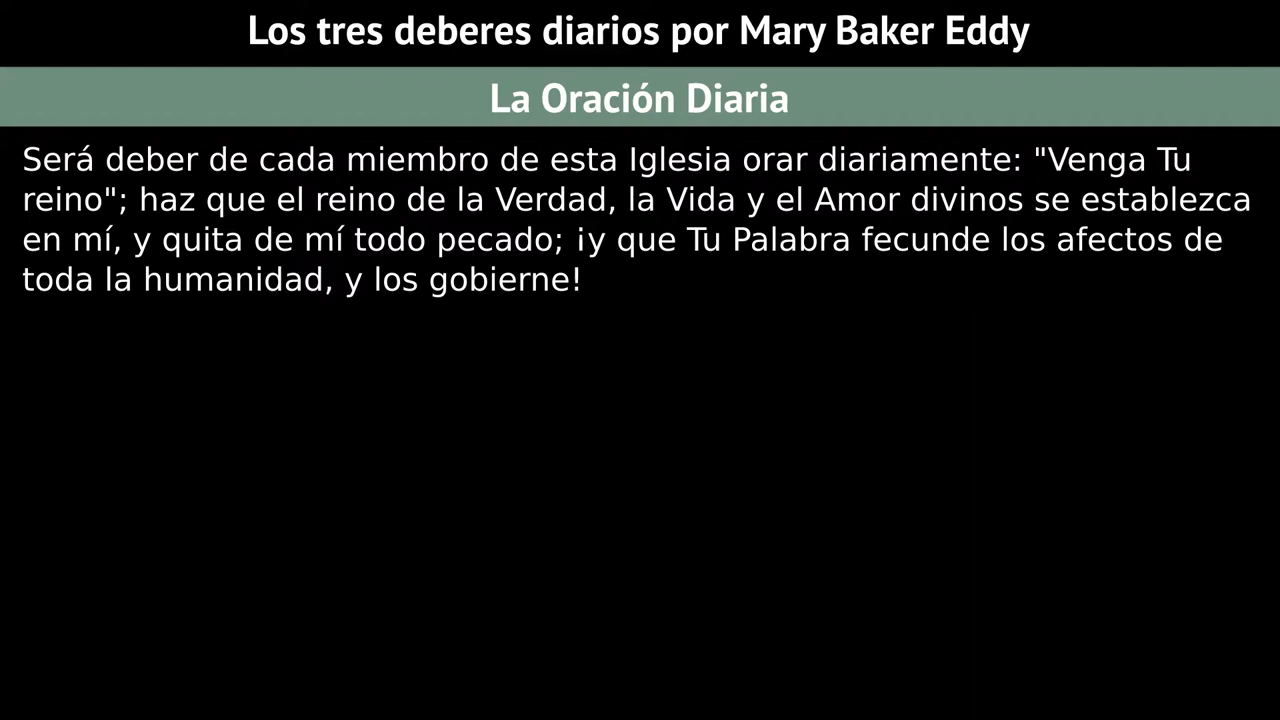 Los tres deberes diarios por Mary Baker Eddy
La Oración Diaria
Será deber de cada miembro de esta Iglesia orar diariamente: "Venga Tu
reino"; haz que el reino de la Verdad, la Vida y el Amor divinos se establezca
en mí, y quita de mí todo pecado; ¡y que Tu Palabra fecunde los afectos de
toda la humanidad, y los gobierne!